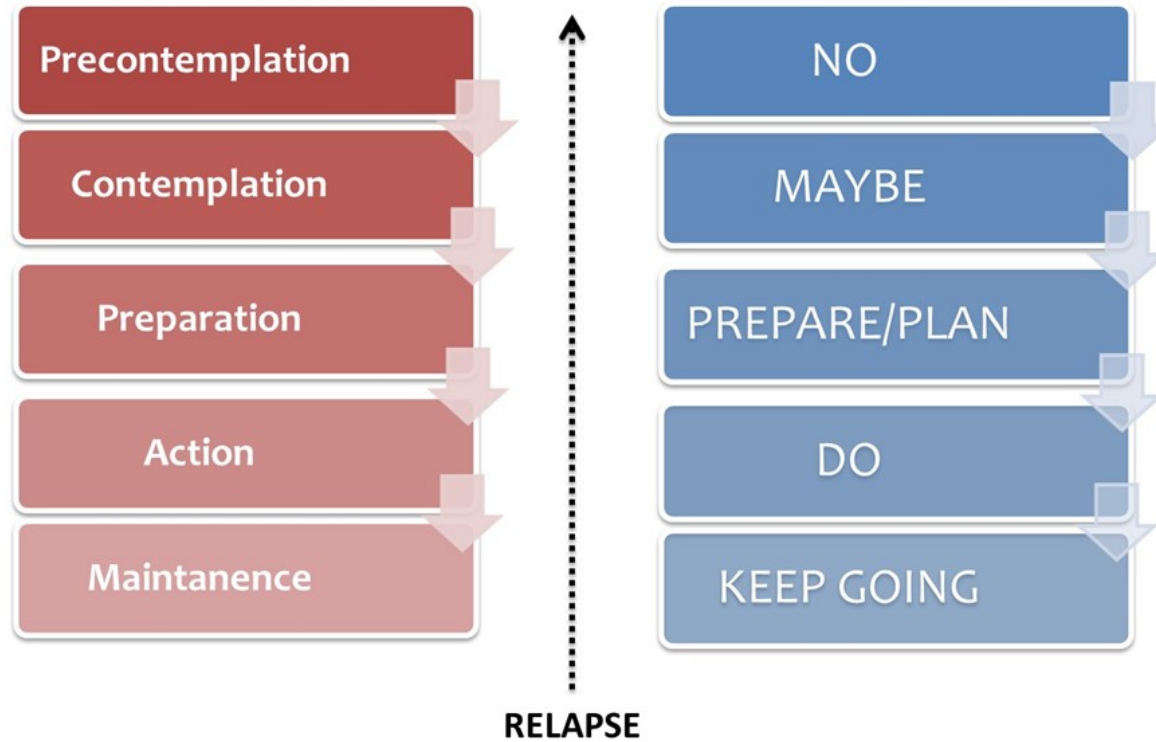 Precontemplation
Contemplation
Preparation
Action
Maintanence
NO
MAYBE
PREPARE/PLAN
DO
KEEP GOING
RELAPSE